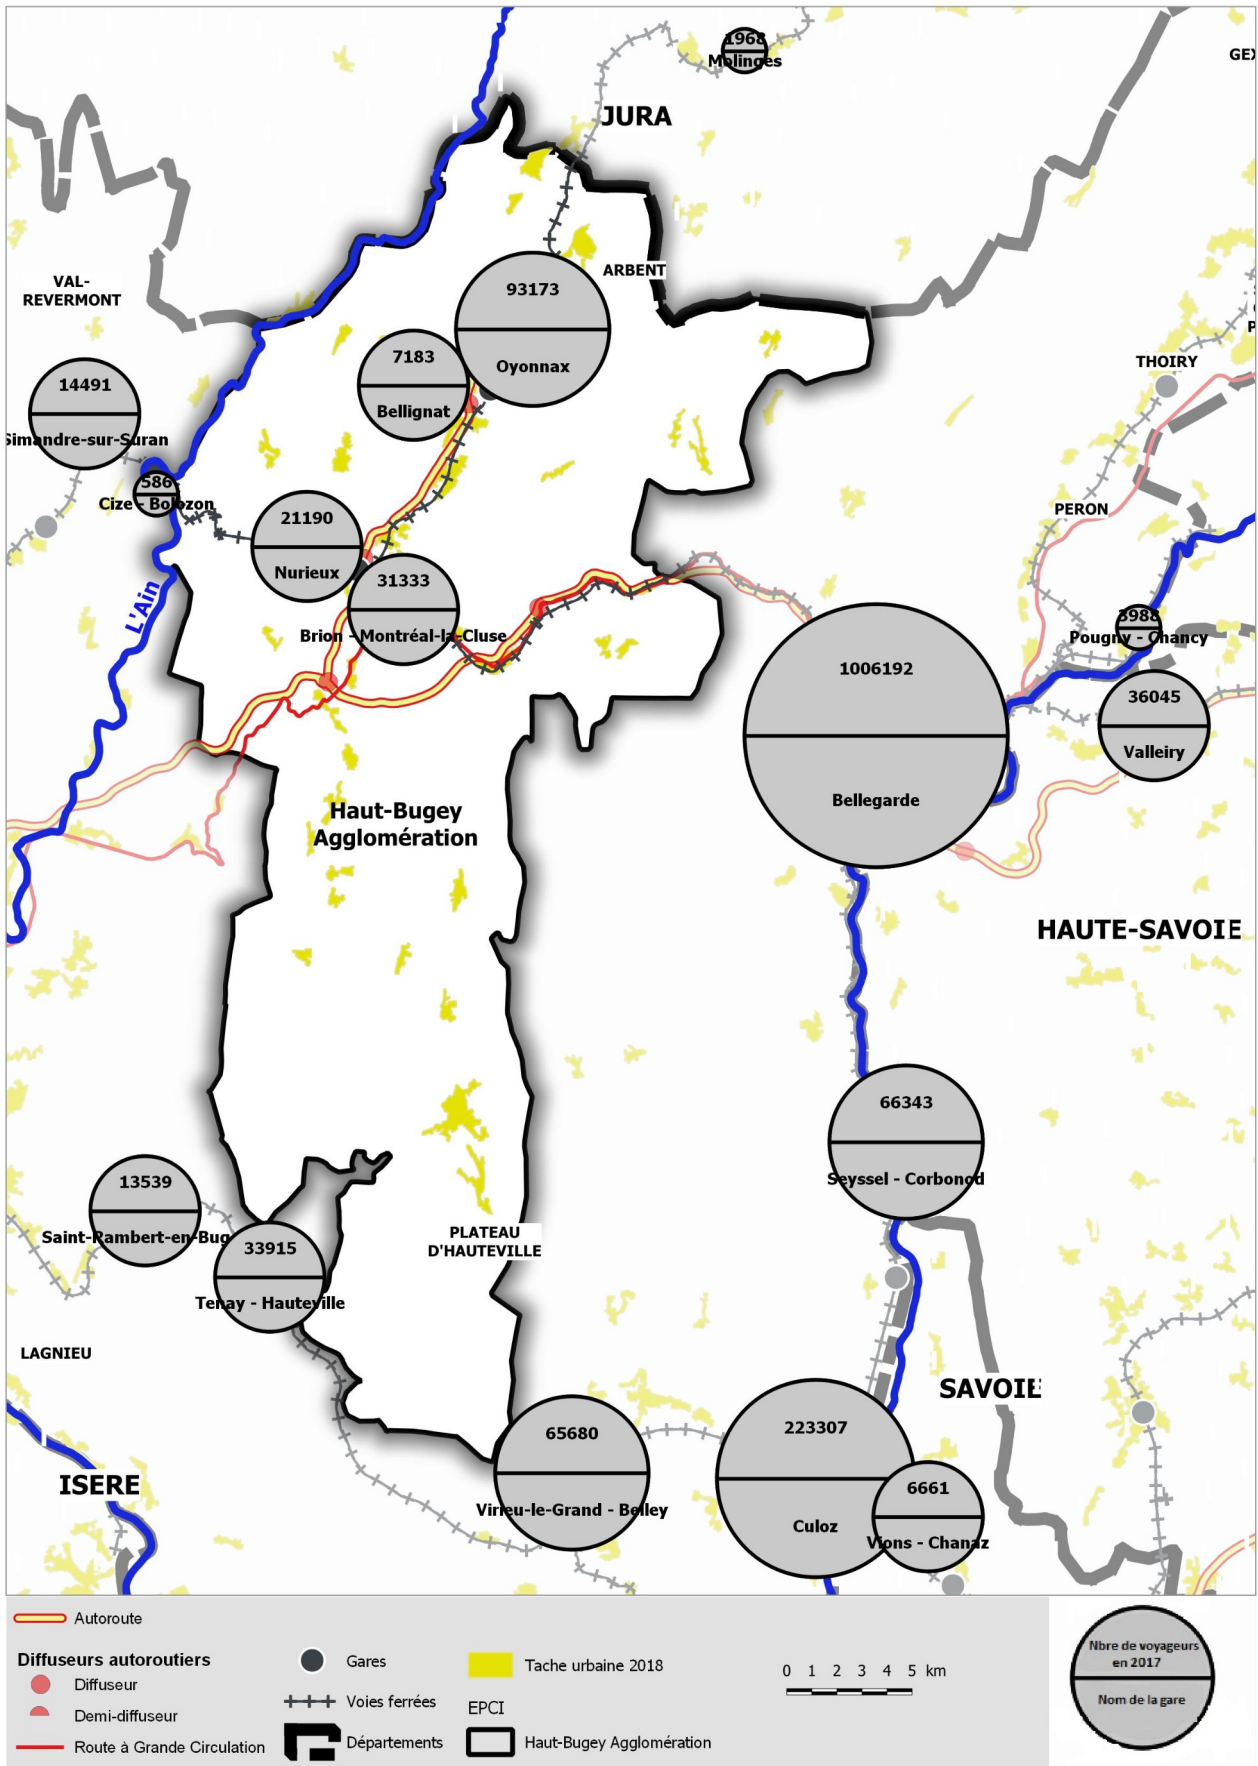 1968
Molinges
GEX
JURA
VAL-
REVERMONT
ARBENT
93173
Oyonnax
7183
Bellignat
THOIRY
14491
Simandre-sur-Suran
586
Cize - Bolozon
21190
Nurieux
PERON
31333
Brion - Montréal-la-Cluse
L'Ain
3988
Pougny - Chancy
1006192
Bellegarde
36045
Valleiry
Haut-Bugey
Agglomération
HAUTE-SAVOIE
66343
Seyssel - Corbonod
13539
Saint-Rambert-en-Bug
33915
Tenay - Hauteville
PLATEAU
D'HAUTEVILLE
LAGNIEU
SAVOIE
ISERE
65680
Virieu-le-Grand - Belley
223307
Culoz
6661
Vions - Chanaz
Autoroute
Diffuseurs autoroutiers
Diffuseur
Demi-diffuseur
Route à Grande Circulation
Gares
Voies ferrées
Départements
Tache urbaine 2018
EPCI
Haut-Bugey Agglomération
0 1 2 3 4 5 km
Nbre de voyageurs
en 2017
Nom de la gare